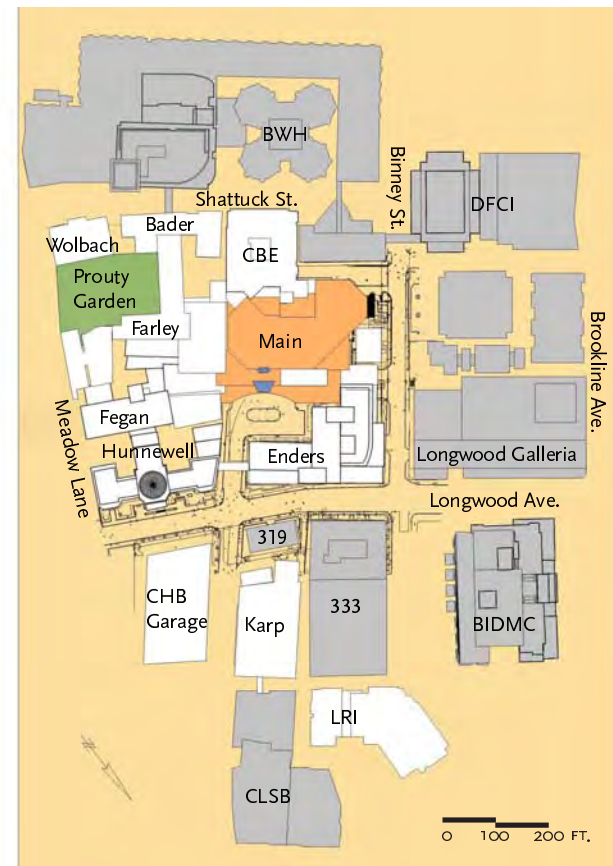 BWH
Binney St.
DFCI
Shattuck St.
Bader
Wolbach
CBE
Prouty
Garden
Farley
Main
Brookline Ave.
Fegan
Meadow Lane
Hunnewell
Enders
Longwood Galleria
Longwood Ave.
319
CHB
Garage
Karp
333
BIDMC
LRI
CLSB
0 100 200 FT.